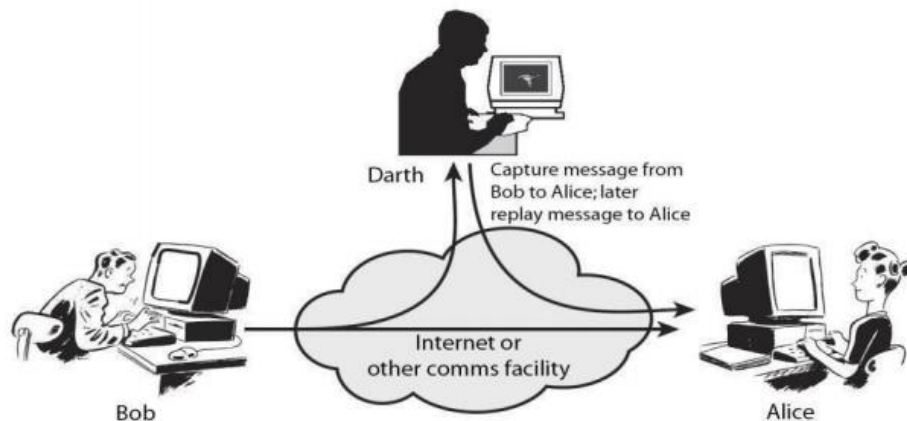 Darth
Capture message from
Bob to Alice; later
replay message to Alice
Internet or
other comms facility
Bob
Alice